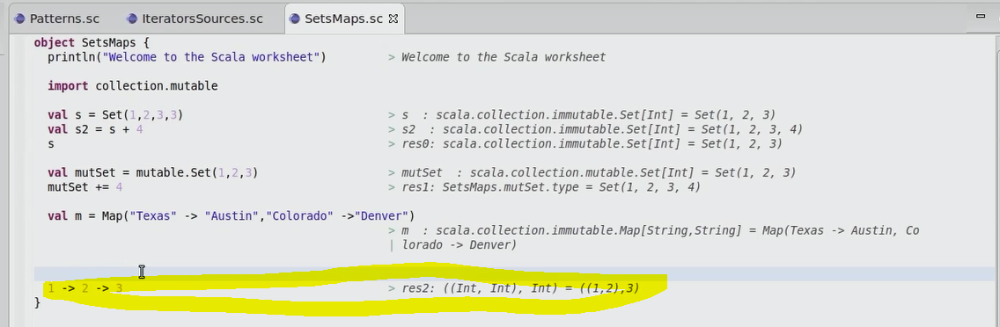 Patterns.sc IteratorsSources.sc SetsMaps.sc
object SetsMaps {
println("Welcome to the Scala worksheet") > Welcome to the Scala worksheet
import collection.mutable
val s = Set(1,2,3,3) > s : scala.collection.immutable.Set[Int] = Set(1, 2, 3)
val s2 = s + 4 > s2 : scala.collection.immutable.Set[Int] = Set(1, 2, 3, 4)
s > res0: scala.collection.immutable.Set[Int] = Set(1, 2, 3)
val mutSet = mutable.Set(1,2,3) > mutSet : scala.collection.mutable.Set[Int] = Set(1, 2, 3)
mutSet += 4 > res1: SetsMaps.mutSet.type = Set(1, 2, 3, 4)
val m = Map("Texas" -> "Austin","Colorado" ->"Denver")
> m : scala.collection.immutable.Map[String,String] = Map(Texas -> Austin, Co
| lorado -> Denver)
1 -> 2 -> 3 > res2: ((Int, Int), Int) = ((1,2),3)
}